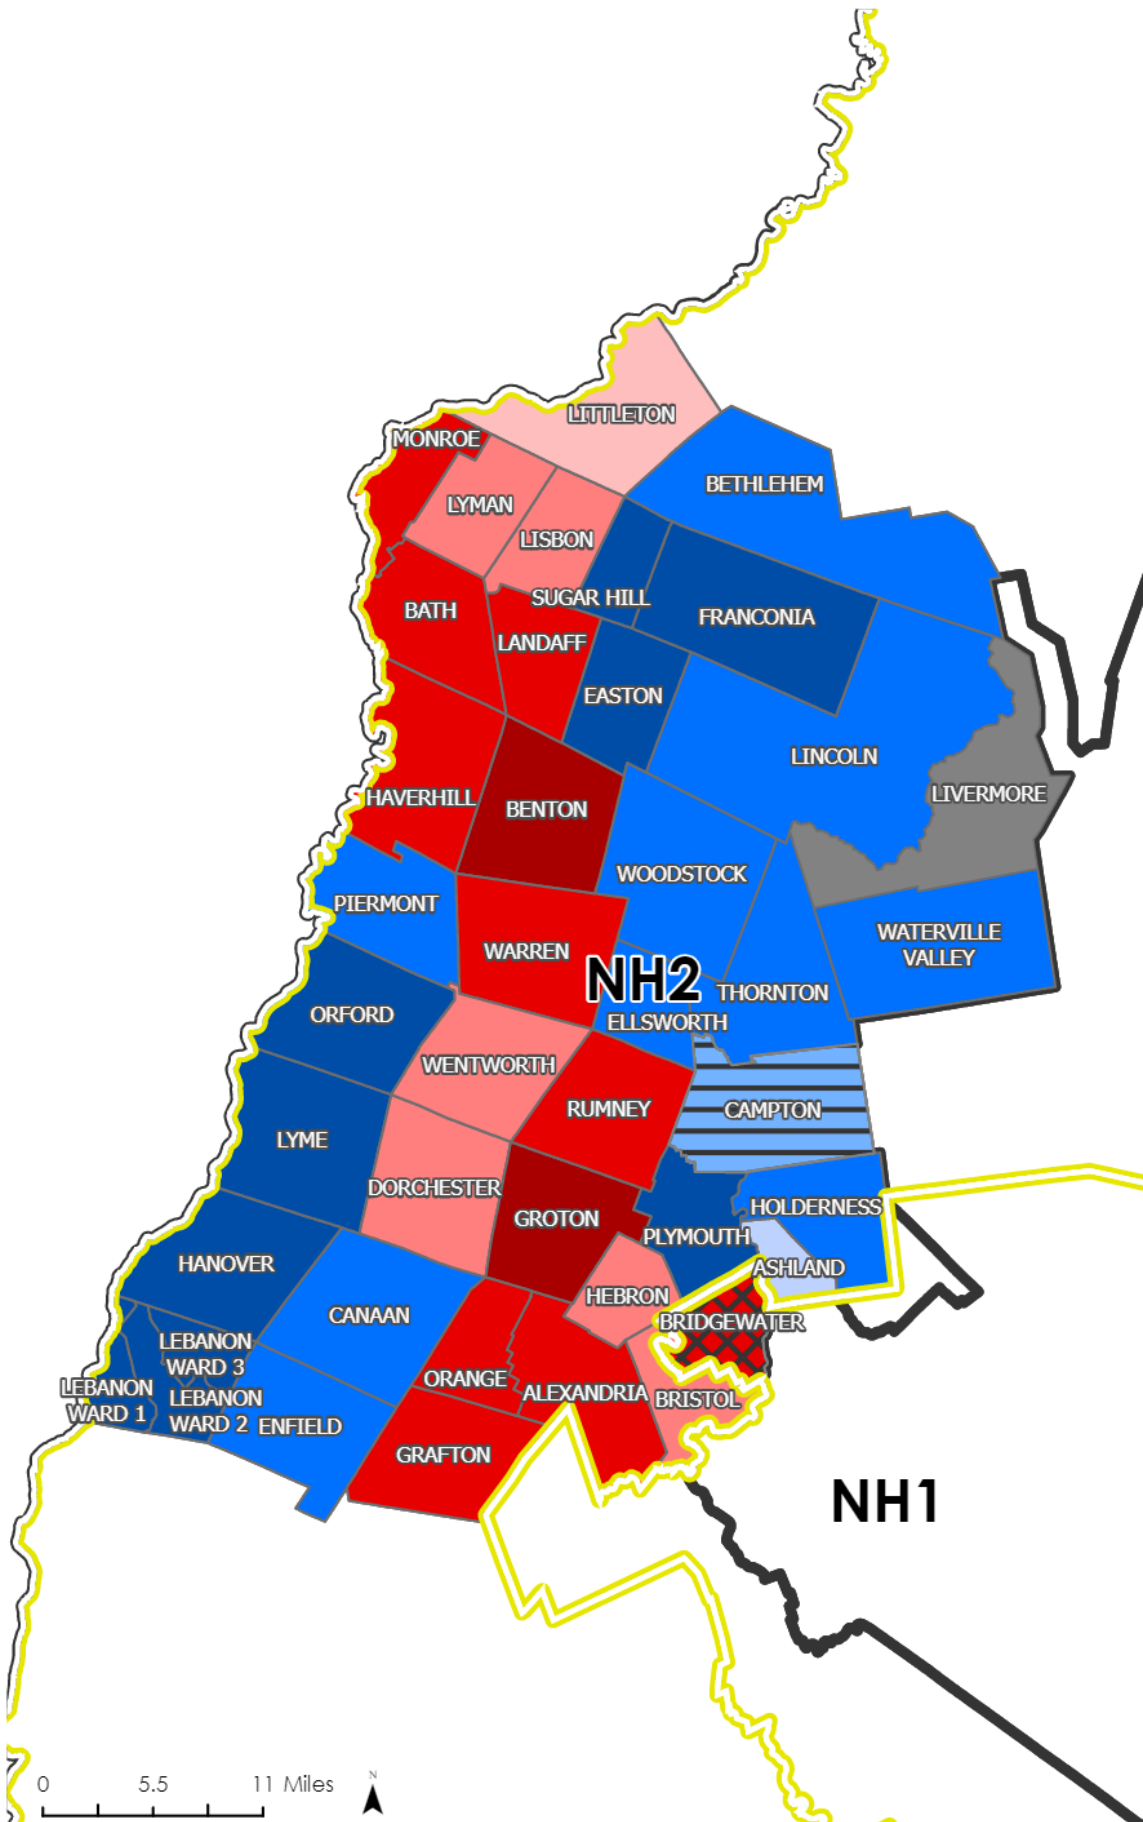 LITTLETON
MONROE
BETHLEHEM
LYMAN
LISBON
SUGAR HILL
BATH
FRANCONIA
LANDAFF
EASTON
LINCOLN
LIVERMORE
HAVERHILL
BENTON
WOODSTOCK
PIERMONT
WATERVILLE
VALLEY
WARREN
NH2
THORNTON
ORFORD
ELLSWORTH
WENTWORTH
RUMNEY
CAMPTON
LYME
DORCHESTER
HOLDERNESS
GROTON
PLYMOUTH
HANOVER
ASHLAND
HEBRON
CANAAN
BRIDGEWATER
LEBANON
WARD 3
ORANGE
LEBANON
WARD 1
ALEXANDRIA
BRISTOL
LEBANON
WARD 2
ENFIELD
GRAFTON
NH1
N
0 5.5 11 Miles